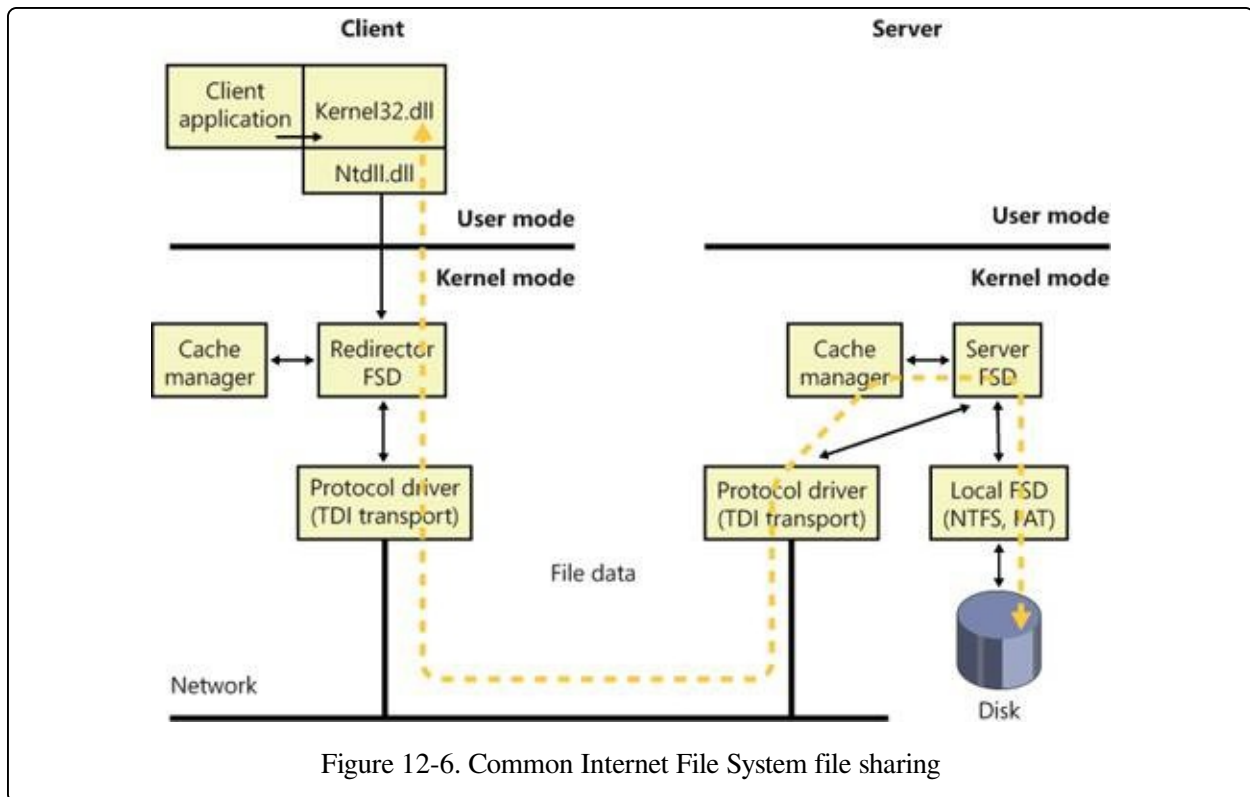 Client
Server
Client
application
Kernel32.dll
Ntdll.dll
User mode
User mode
Kernel mode
Kernel mode
Cache
manager
Redirector
FSD
Cache
manager
Server
FSD
Protocol driver
(TDI transport)
Protocol driver
(TDI transport)
Local FSD
(NTFS, FAT)
File data
Network
Disk
Figure 12-6. Common Internet File System file sharing